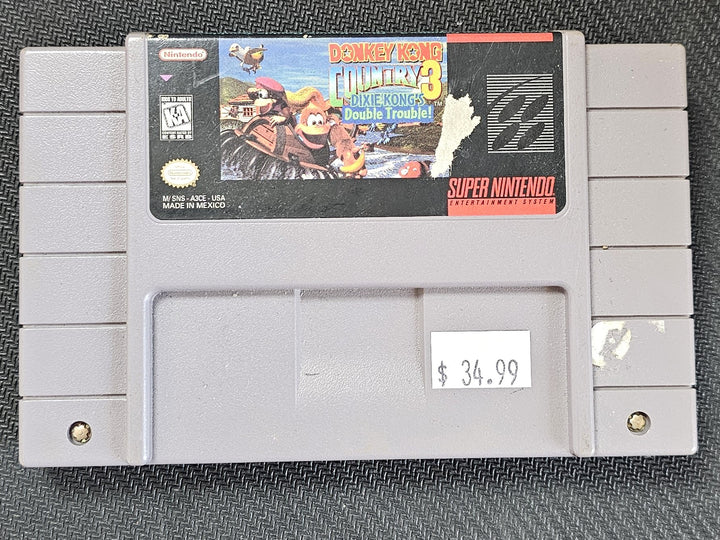 Nintendo
KIDS TO ADULTS
KA
ESRB
M/ SNS - A3CE - USA
MADE IN MEXICO
DONKEY KONG
COUNTRY 3
™
DIXIE KONG'S
Double Trouble!
SUPER NINTENDO
ENTERTAINMENT SYSTEM
$ 34.99